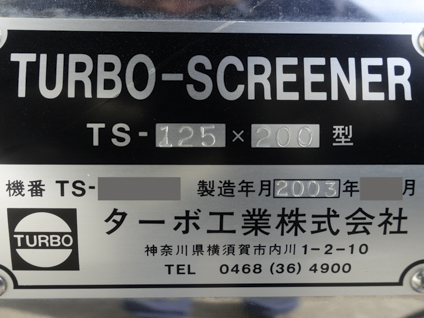 TURBO-SCREENER
TS-125×200型
機番 TS- 製造年月2003年 月
TURBO
ターボ工業株式会社
神奈川県横須賀市内川1-2-10
TEL 0468(36)4900